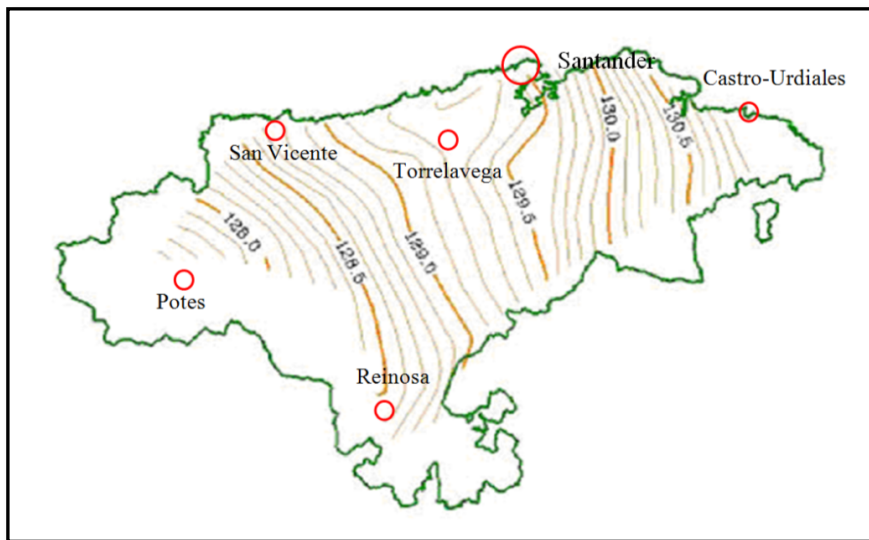 Santander
Castro-Urdiales
San Vicente
Torrelavega
130.0
130.5
129.5
128.0
128.5
129.0
Potes
Reinosa